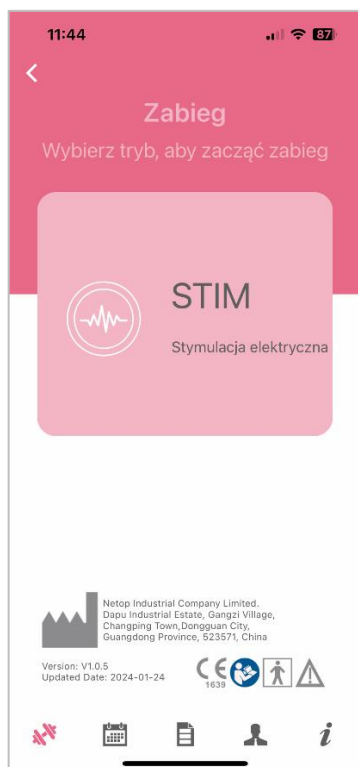 11:44
87
Zabieg
Wybierz tryb, aby zacząć zabieg
STIM
Stymulacja elektryczna
Netop Industrial Company Limited.
Dapu Industrial Estate, Gangzi Village,
Changping Town,Dongguan City,
Guangdong Province, 523571, China
Version: V1.0.5
Updated Date: 2024-01-24
CE
1639
i